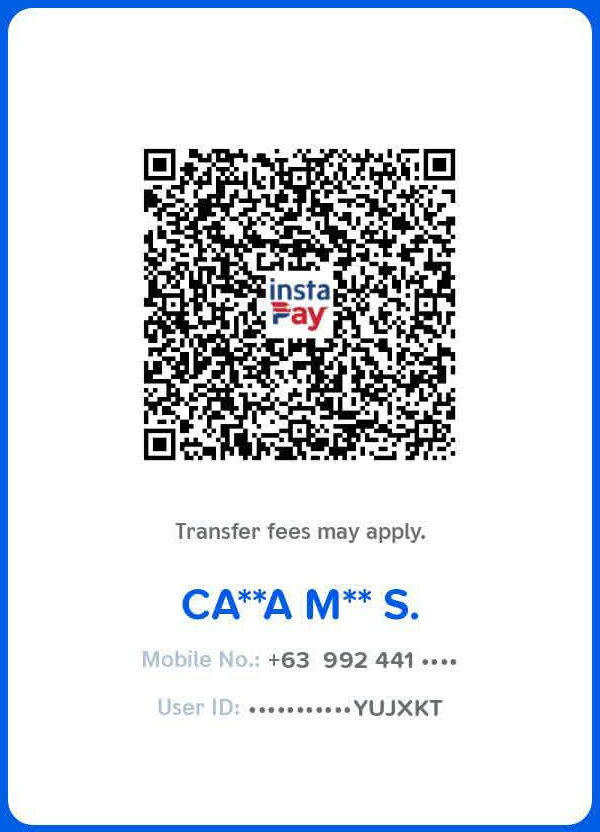 insta
Pay
Transfer fees may apply.
CA**A M** S.
Mobile No.: +63 992 441 ••••
User ID: •••••••••••YUJXKT